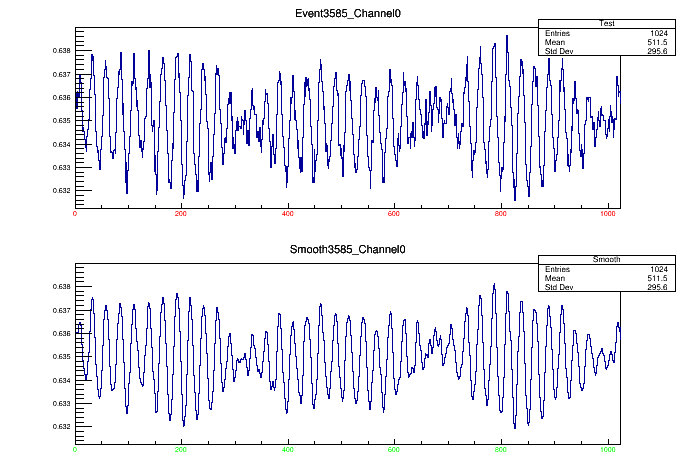 Event3585_Channel0
Test
Entries 1024
Mean 511.5
Std Dev 295.6
0.638
0.637
0.636
0.635
0.634
0.633
0.632
0 200 400 600 800 1000
Smooth3585_Channel0
Smooth
Entries 1024
Mean 511.5
Std Dev 295.6
0.638
0.637
0.636
0.635
0.634
0.633
0.632
0 200 400 600 800 1000